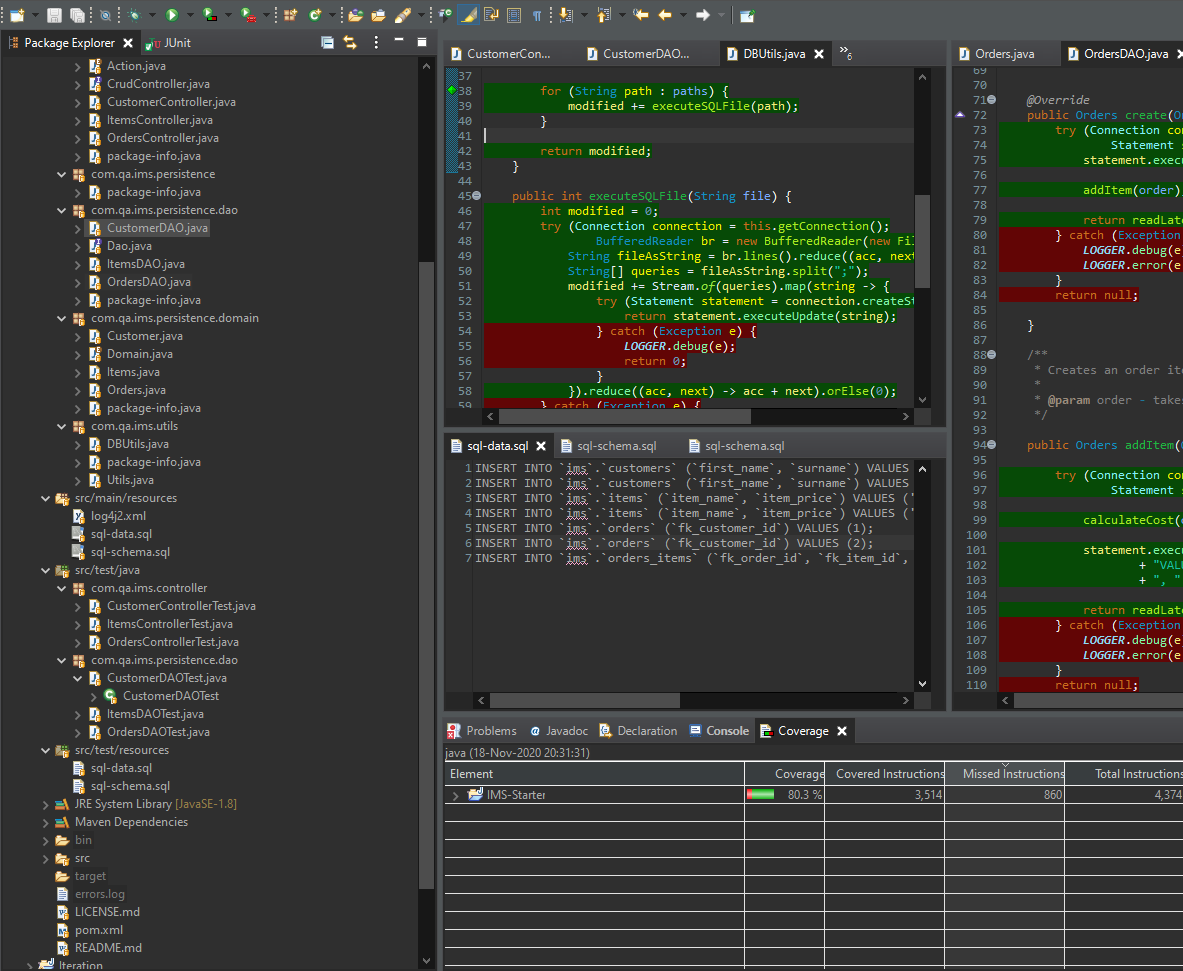 Package Explorer
JUnit
Action.java
CrudController.java
CustomerController.java
ItemsController.java
OrdersController.java
package-info.java
com.qa.ims.persistence
package-info.java
com.qa.ims.persistence.dao
CustomerDAO.java
Dao.java
ItemsDAO.java
OrdersDAO.java
package-info.java
com.qa.ims.persistence.domain
Customer.java
Domain.java
Items.java
Orders.java
package-info.java
com.qa.ims.utils
DBUtils.java
package-info.java
Utils.java
src/main/resources
log4j2.xml
sql-data.sql
sql-schema.sql
src/test/java
com.qa.ims.controller
CustomerControllerTest.java
ItemsControllerTest.java
OrdersControllerTest.java
com.qa.ims.persistence.dao
CustomerDAOTest.java
CustomerDAOTest
ItemsDAOTest.java
OrdersDAOTest.java
src/test/resources
sql-data.sql
sql-schema.sql
JRE System Library [JavaSE-1.8]
Maven Dependencies
bin
src
target
errors.log
LICENSE.md
pom.xml
README.md
Iteration
CustomerCon...
CustomerDAO...
DBUtils.java
»6
37
38 for (String path : paths) {
39 modified += executeSQLFile(path);
40 }
41
42 return modified;
43 }
44
45 public int executeSQLFile(String file) {
46 int modified = 0;
47 try (Connection connection = this.getConnection();
48 BufferedReader br = new BufferedReader(new Fil
49 String fileAsString = br.lines().reduce((acc, next
50 String[] queries = fileAsString.split(";");
51 modified += Stream.of(queries).map(string -> {
52 try (Statement statement = connection.createSt
53 return statement.executeUpdate(string);
54 } catch (Exception e) {
55 LOGGER.debug(e);
56 return 0;
57 }
58 }).reduce((acc, next) -> acc + next).orElse(0);
59 } catch (Exception e) {
sql-data.sql
sql-schema.sql
sql-schema.sql
1 INSERT INTO `ims`.`customers` (`first_name`, `surname`) VALUES
2 INSERT INTO `ims`.`customers` (`first_name`, `surname`) VALUES
3 INSERT INTO `ims`.`items` (`item_name`, `item_price`) VALUES ('
4 INSERT INTO `ims`.`items` (`item_name`, `item_price`) VALUES ('
5 INSERT INTO `ims`.`orders` (`fk_customer_id`) VALUES (1);
6 INSERT INTO `ims`.`orders` (`fk_customer_id`) VALUES (2);
7 INSERT INTO `ims`.`orders_items` (`fk_order_id`, `fk_item_id`,
Orders.java
OrdersDAO.java
69
70
71 @Override
72 public Orders create(O
73 try (Connection co
74 Statement s
75 statement.exec
76
77 addItem(order)
78
79 return readLat
80 } catch (Exception
81 LOGGER.debug(e
82 LOGGER.error(e
83 }
84 return null;
85
86 }
87
88 /**
89 * Creates an order ite
90 *
91 * @param order - takes
92 */
93
94 public Orders addItem(
95
96 try (Connection co
97 Statement s
98
99 calculateCost(
100
101 statement.exec
102 + "VALU
103 + ", "
104
105 return readLat
106 } catch (Exception
107 LOGGER.debug(e
108 LOGGER.error(e
109 }
110 return null;
Problems
Javadoc
Declaration
Console
Coverage
java (18-Nov-2020 20:31:31)
Element Coverage Covered Instructions Missed Instructions Total Instructions
IMS-Starter 80.3 % 3,514 860 4,374